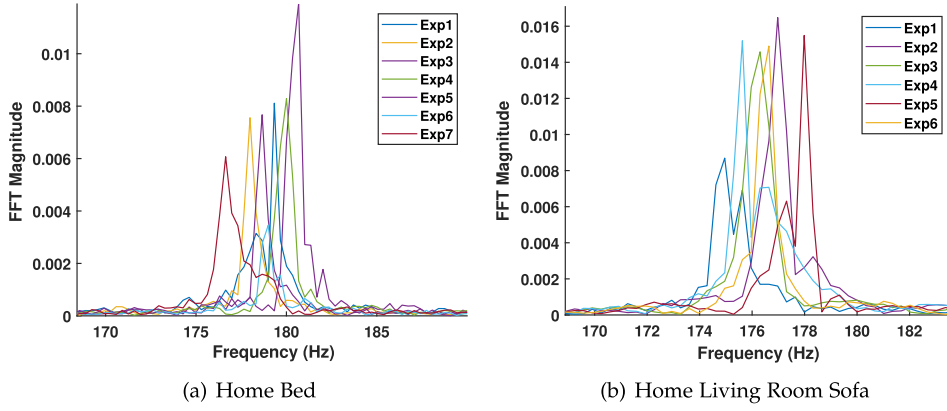 0.01
0.008
0.006
0.004
0.002
0
FFT Magnitude
170
175
180
185
Frequency (Hz)
Exp1
Exp2
Exp3
Exp4
Exp5
Exp6
Exp7
(a) Home Bed
0.016
0.014
0.012
0.01
0.008
0.006
0.004
0.002
0
FFT Magnitude
170
172
174
176
178
180
182
Frequency (Hz)
Exp1
Exp2
Exp3
Exp4
Exp5
Exp6
(b) Home Living Room Sofa